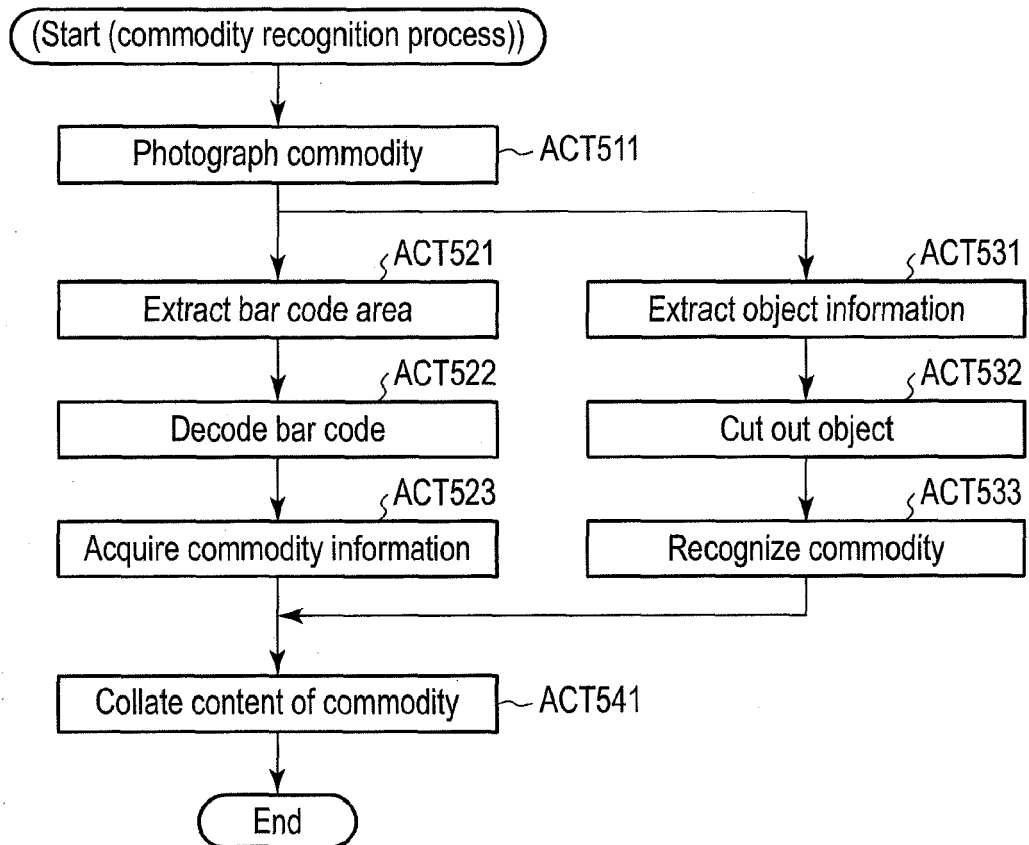 (Start (commodity recognition process))
Photograph commodity
ACT511
ACT521
ACT531
Extract bar code area
Extract object information
ACT522
ACT532
Decode bar code
Cut out object
ACT523
ACT533
Acquire commodity information
Recognize commodity
Collate content of commodity
ACT541
End